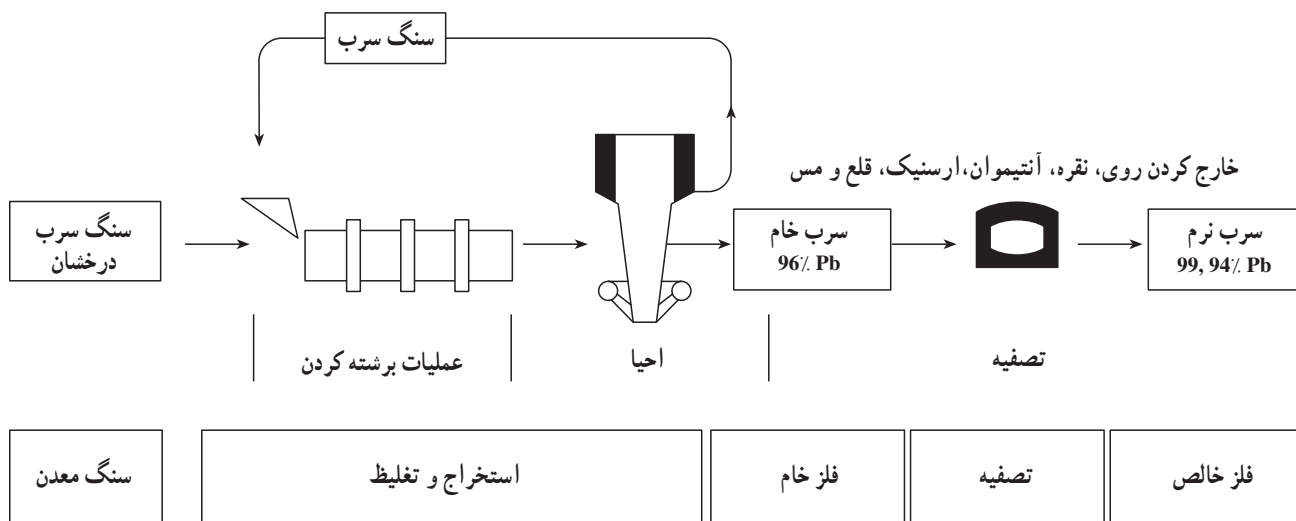 سنگ سرب
خارج کردن روی، نقره، آنتیموان،ارسنیک، قلع و مس
سنگ سرب
درخشان
سرب خام
96٪ Pb
سرب نرم
99, 94٪ Pb
عملیات برشته کردن
احیا
تصفیه
سنگ معدن
استخراج و تغلیظ
فلز خام
تصفیه
فلز خالص